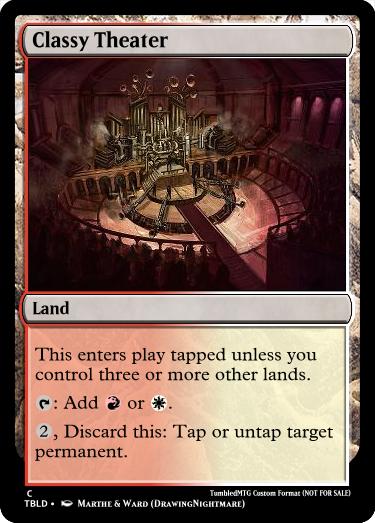 Classy Theater
Land
This enters play tapped unless you
control three or more other lands.
: Add or .
2, Discard this: Tap or untap target
permanent.
C
TumbledMTG Custom Format (NOT FOR SALE)
TBLD • Marthe & Ward (DrawingNightmare)